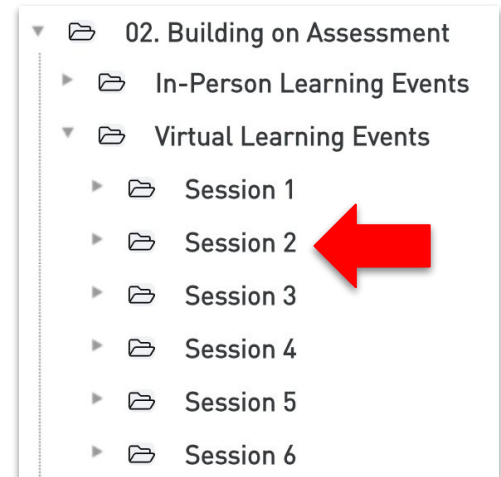 02. Building on Assessment
In-Person Learning Events
Virtual Learning Events
Session 1
Session 2
Session 3
Session 4
Session 5
Session 6